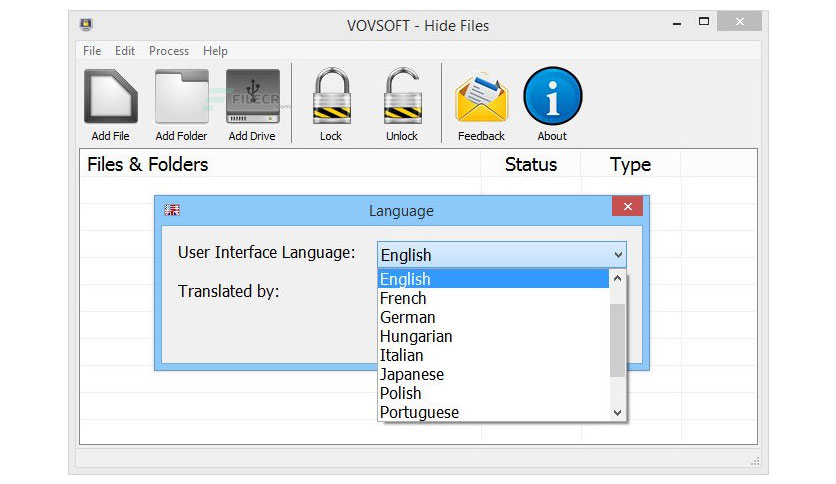 VOVSOFT - Hide Files
File Edit Process Help
FILECR
.com
Add File Add Folder Add Drive Lock Unlock Feedback About
Files & Folders Status Type
Language
User Interface Language: English
Translated by:
English
French
German
Hungarian
Italian
Japanese
Polish
Portuguese